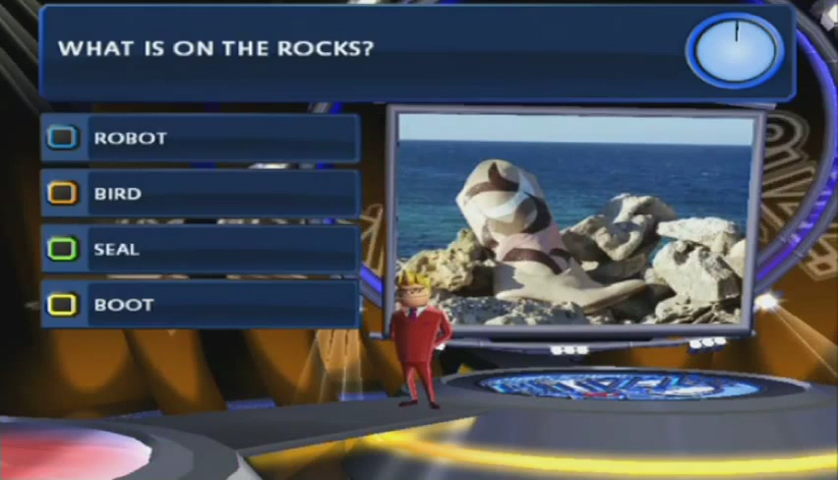 WHAT IS ON THE ROCKS?
ROBOT
BIRD
SEAL
BOOT